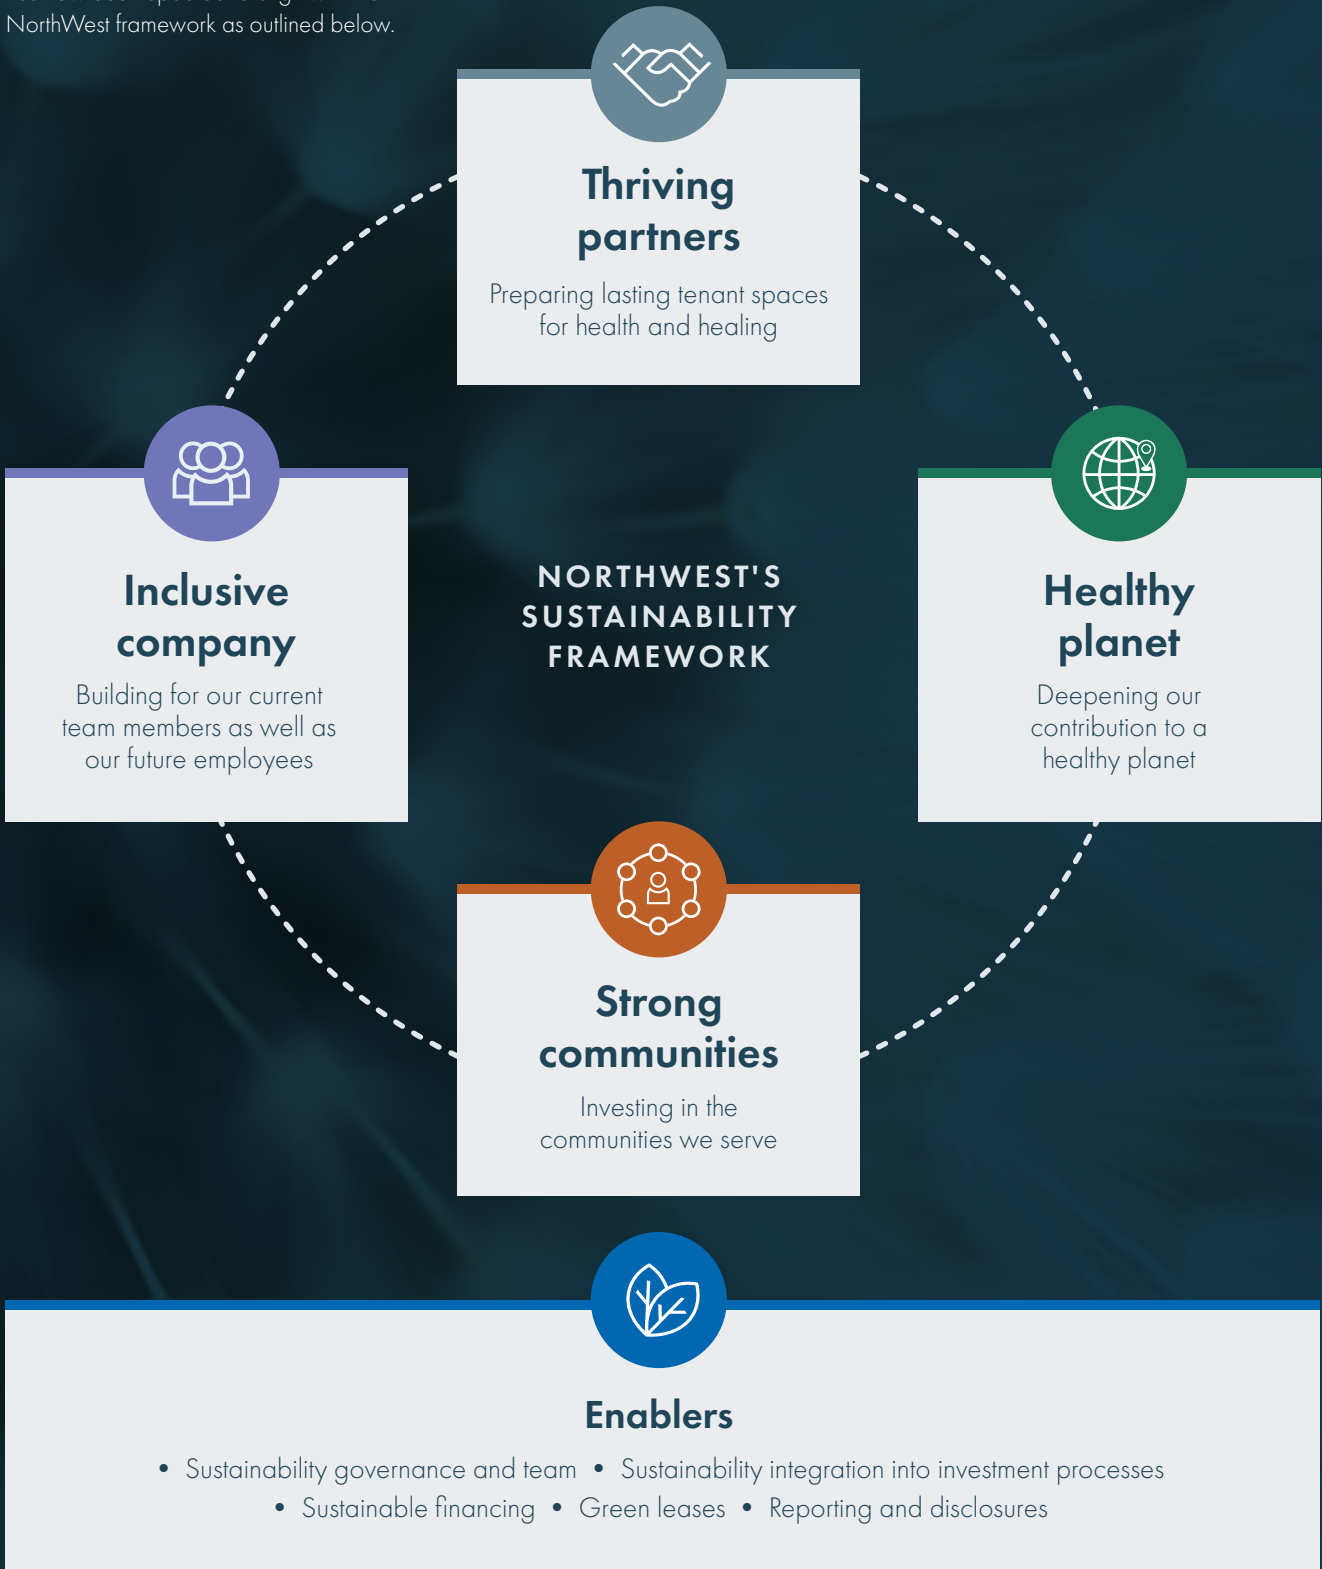 NorthWest framework as outlined below.
Thriving
partners
Preparing lasting tenant spaces
for health and healing
Inclusive
company
Building for our current
team members as well as
our future employees
NORTHWEST'S
SUSTAINABILITY
FRAMEWORK
Healthy
planet
Deepening our
contribution to a
healthy planet
Strong
communities
Investing in the
communities we serve
Enablers
• Sustainability governance and team • Sustainability integration into investment processes
• Sustainable financing • Green leases • Reporting and disclosures